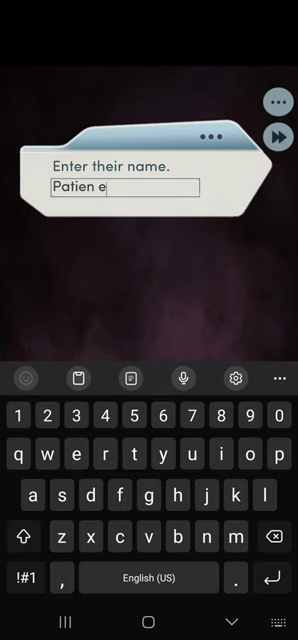 Enter their name.
Patien e
1 2 3 4 5 6 7 8 9 0
q w e r t y u i o p
a s d f g h j k l
z x c v b n m
!#1 , English (US) .